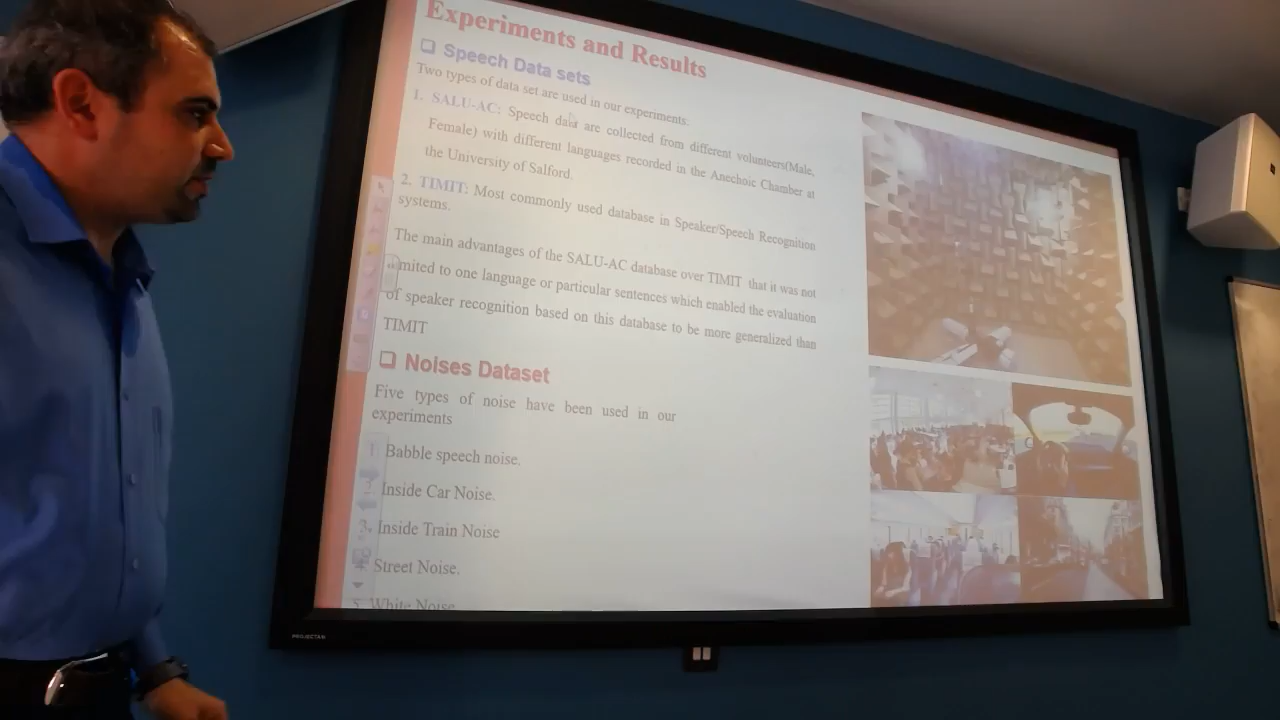 Experiments and Results
❑ Speech Data sets
Two types of data set are used in our experiments:
1. SALU-AC: Speech data are collected from different volunteers(Male,
Female) with different languages recorded in the Anechoic Chamber at
the University of Salford.
2. TIMIT: Most commonly used database in Speaker/Speech Recognition
systems.
The main advantages of the SALU-AC database over TIMIT that it was not
limited to one language or particular sentences which enabled the evaluation
of speaker recognition based on this database to be more generalized than
TIMIT
❑ Noises Dataset
Five types of noise have been used in our
experiments
1 Babble speech noise.
2 Inside Car Noise.
3. Inside Train Noise
4 Street Noise.
5 White Noise
PROJECTA